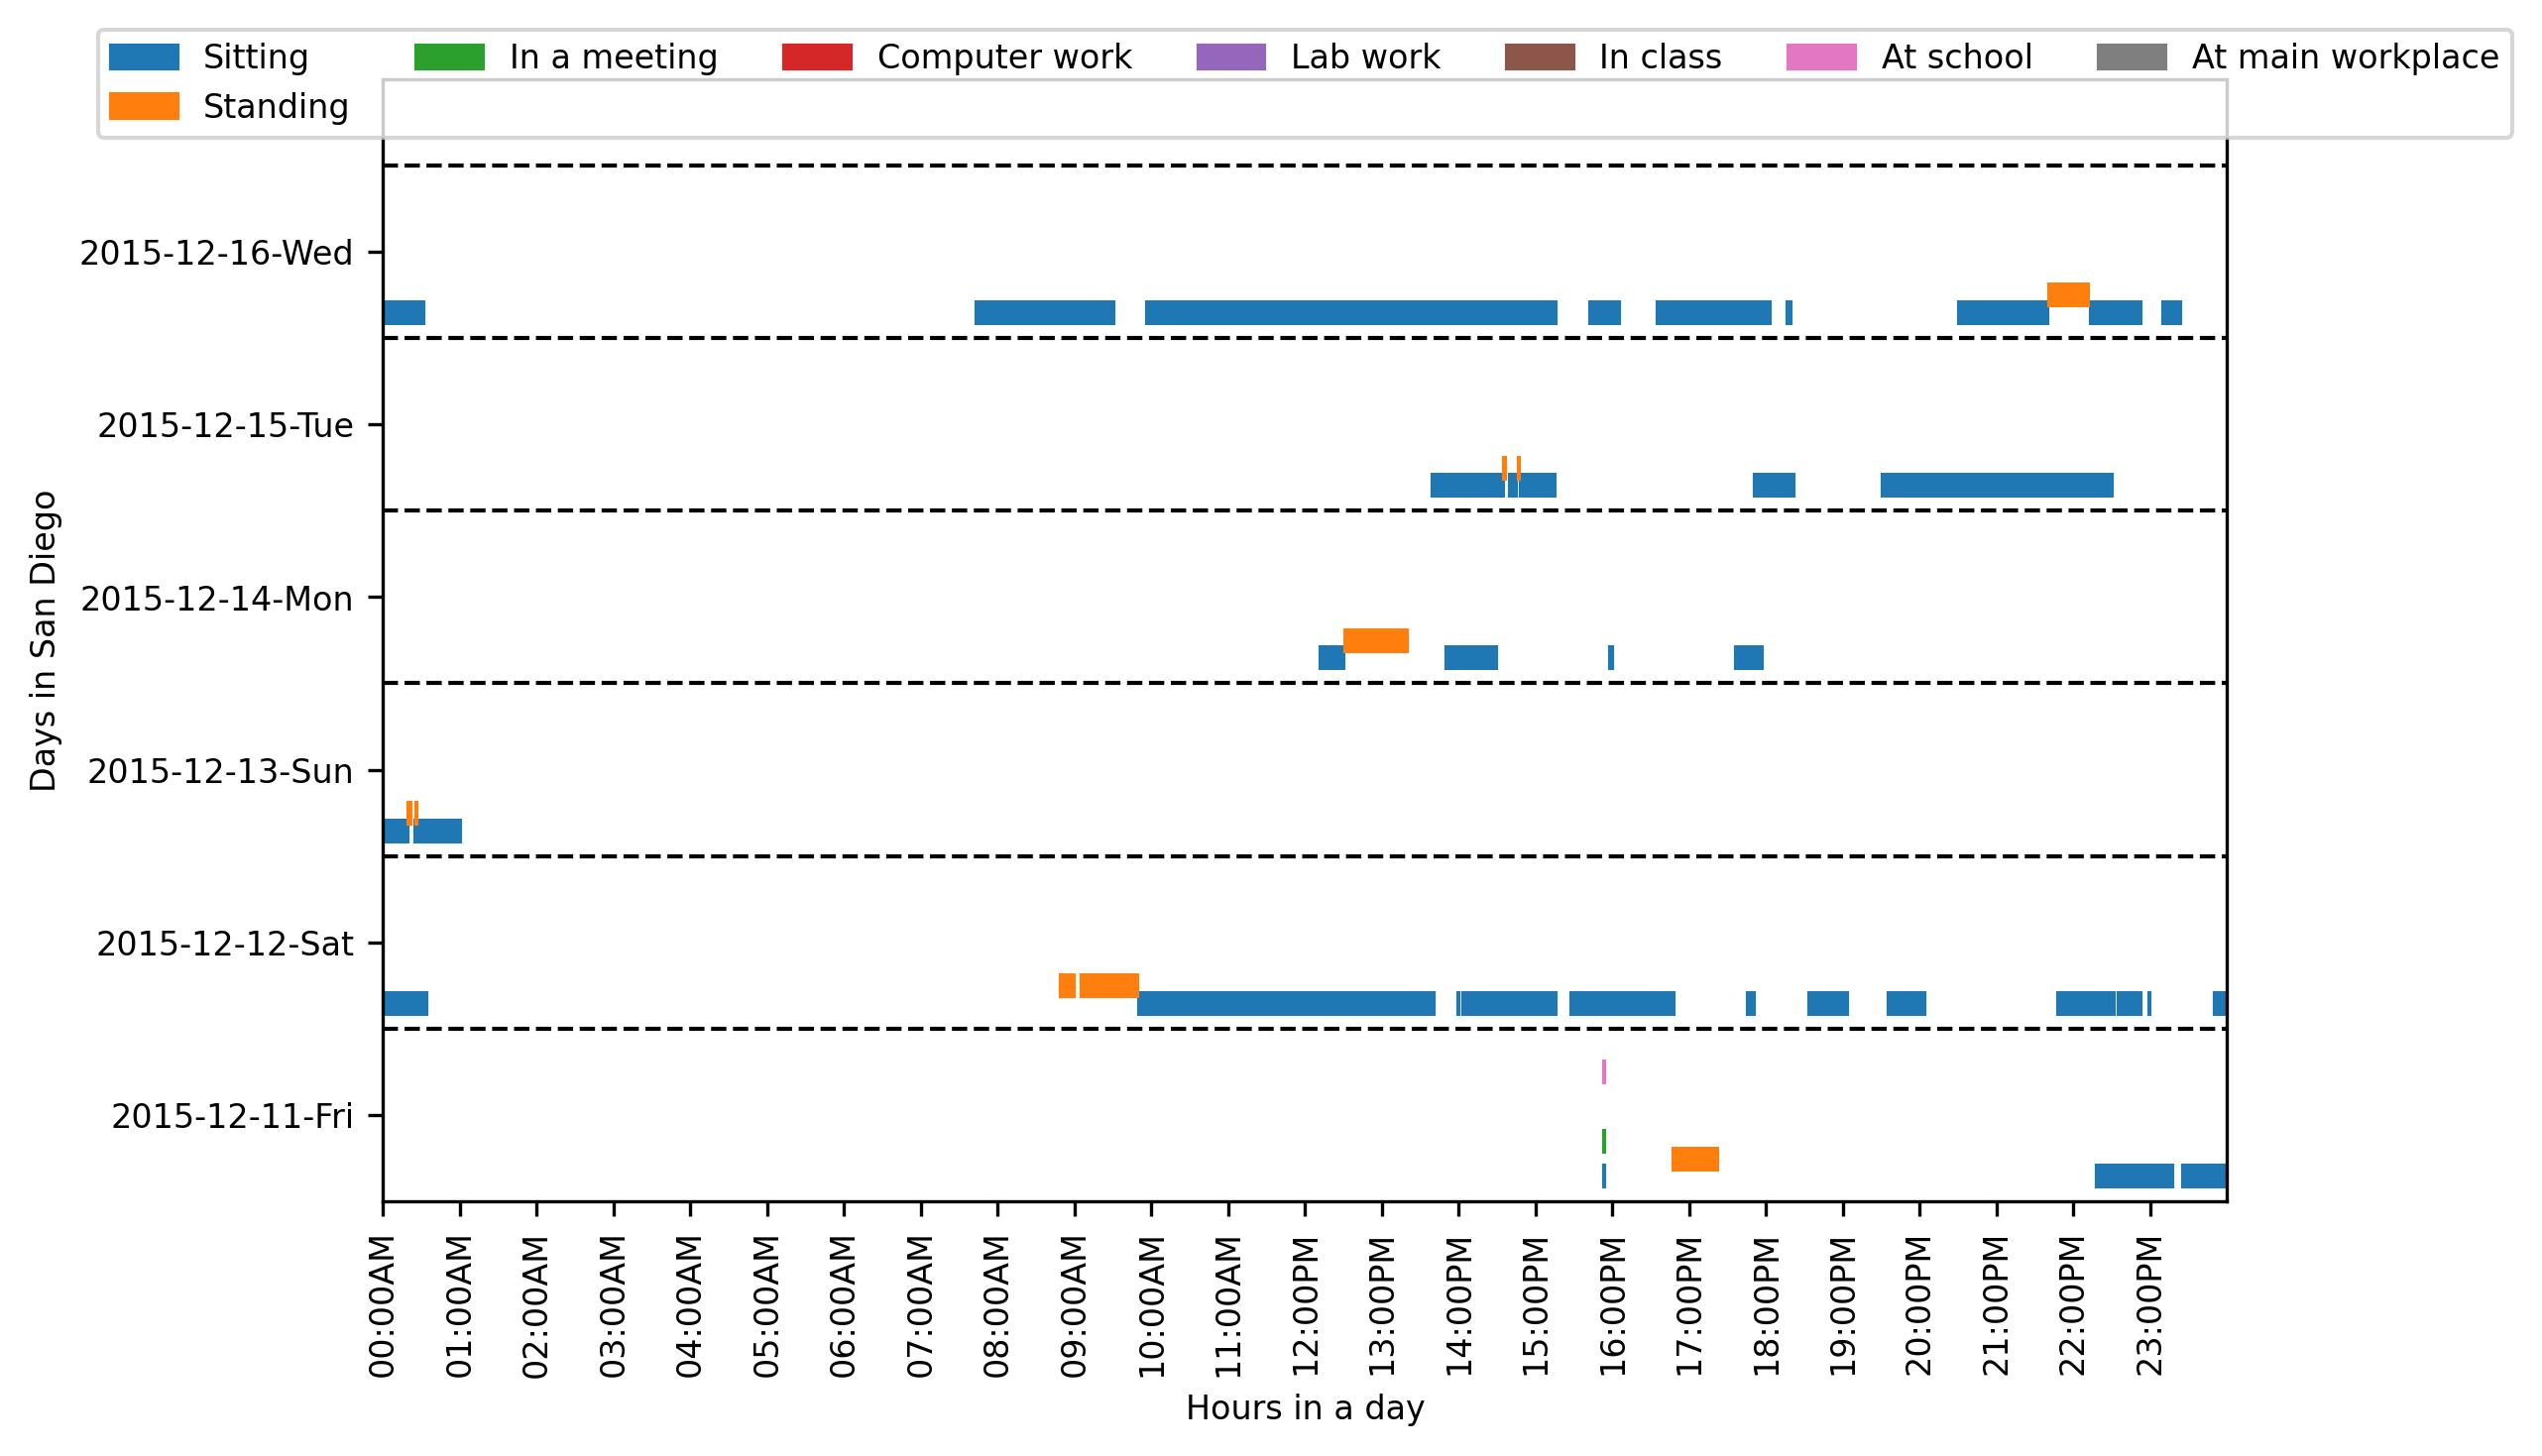 Sitting
Standing
In a meeting
Computer work
Lab work
In class
At school
At main workplace
Days in San Diego
2015-12-16-Wed
2015-12-15-Tue
2015-12-14-Mon
2015-12-13-Sun
2015-12-12-Sat
2015-12-11-Fri
00:00AM
01:00AM
02:00AM
03:00AM
04:00AM
05:00AM
06:00AM
07:00AM
08:00AM
09:00AM
10:00AM
11:00AM
12:00PM
13:00PM
14:00PM
15:00PM
16:00PM
17:00PM
18:00PM
19:00PM
20:00PM
21:00PM
22:00PM
23:00PM
Hours in a day